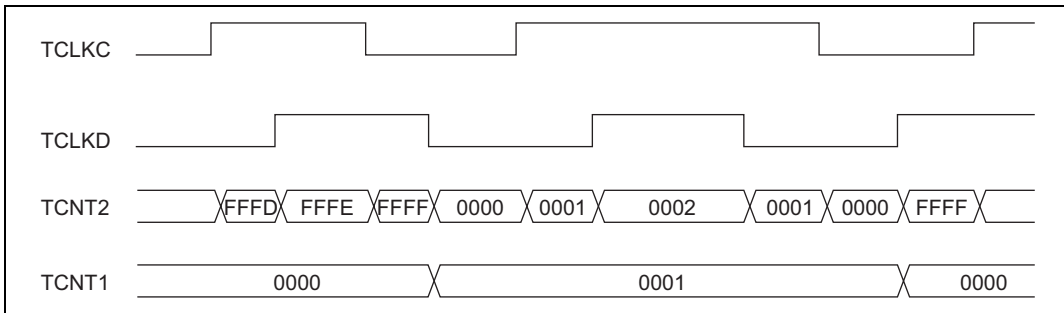 TCLKC
TCLKD
TCNT2 FFFD FFFE FFFF 0000 0001 0002 0001 0000 FFFF
TCNT1 0000 0001 0000